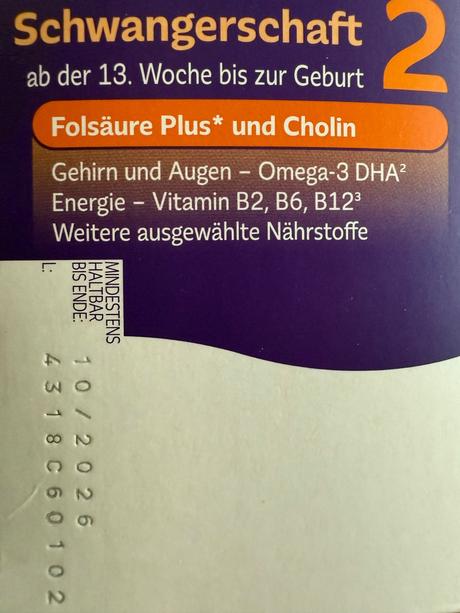 Schwangerschaft 2
ab der 13. Woche bis zur Geburt
Folsäure Plus* und Cholin
Gehirn und Augen – Omega-3 DHA²
Energie – Vitamin B2, B6, B12³
Weitere ausgewählte Nährstoffe
MINDESTENS
HALTBAR
BIS ENDE:
10/2026
L:
4318C60102